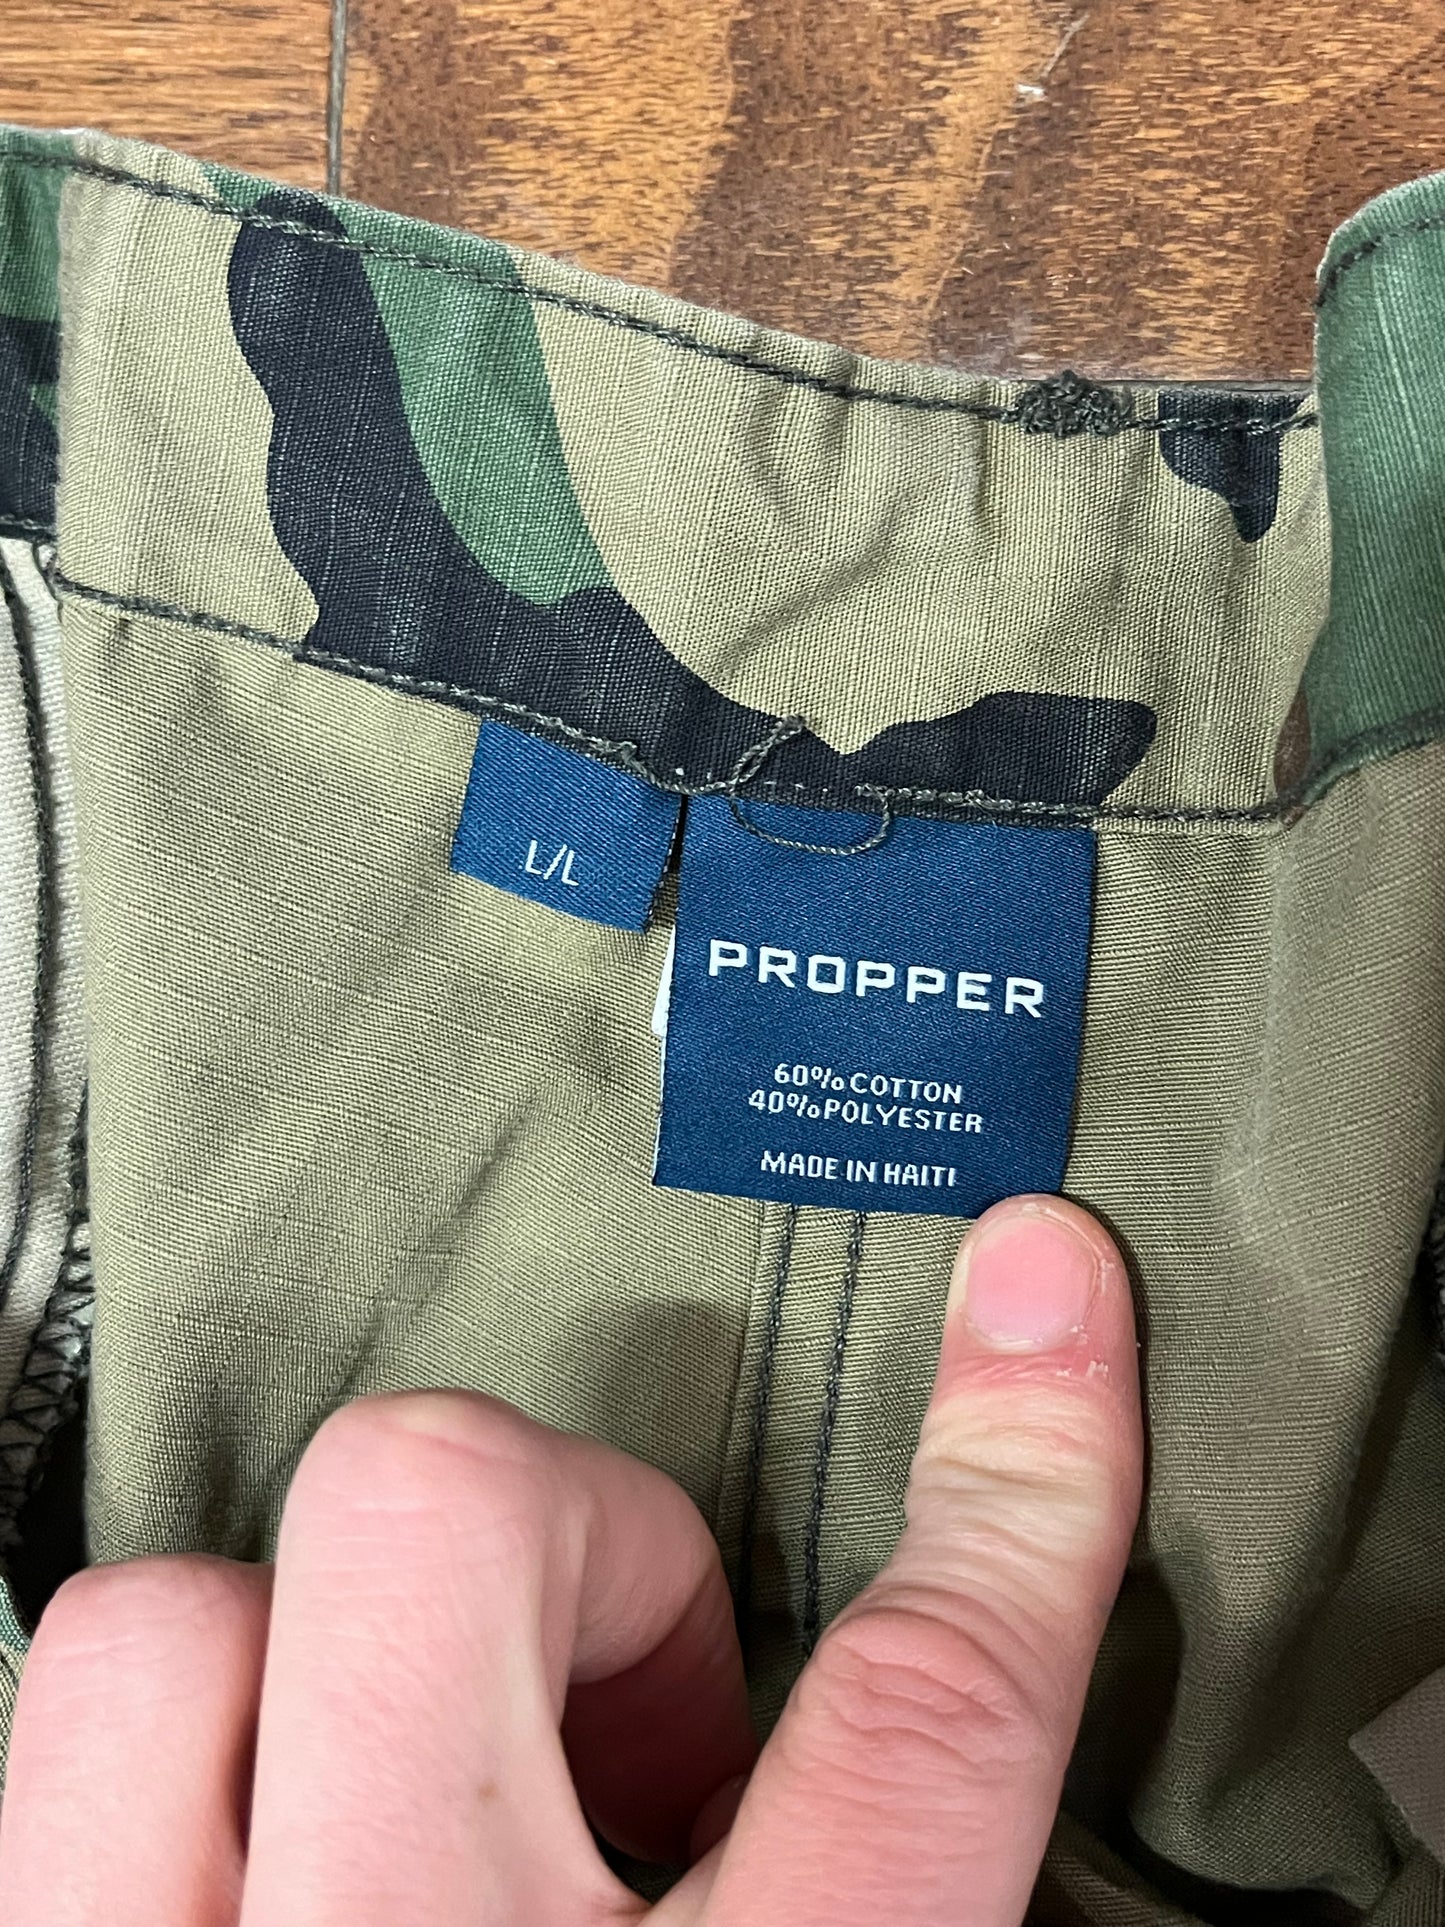 L/L
PROPPER
60% COTTON
40% POLYESTER
MADE IN HAITI